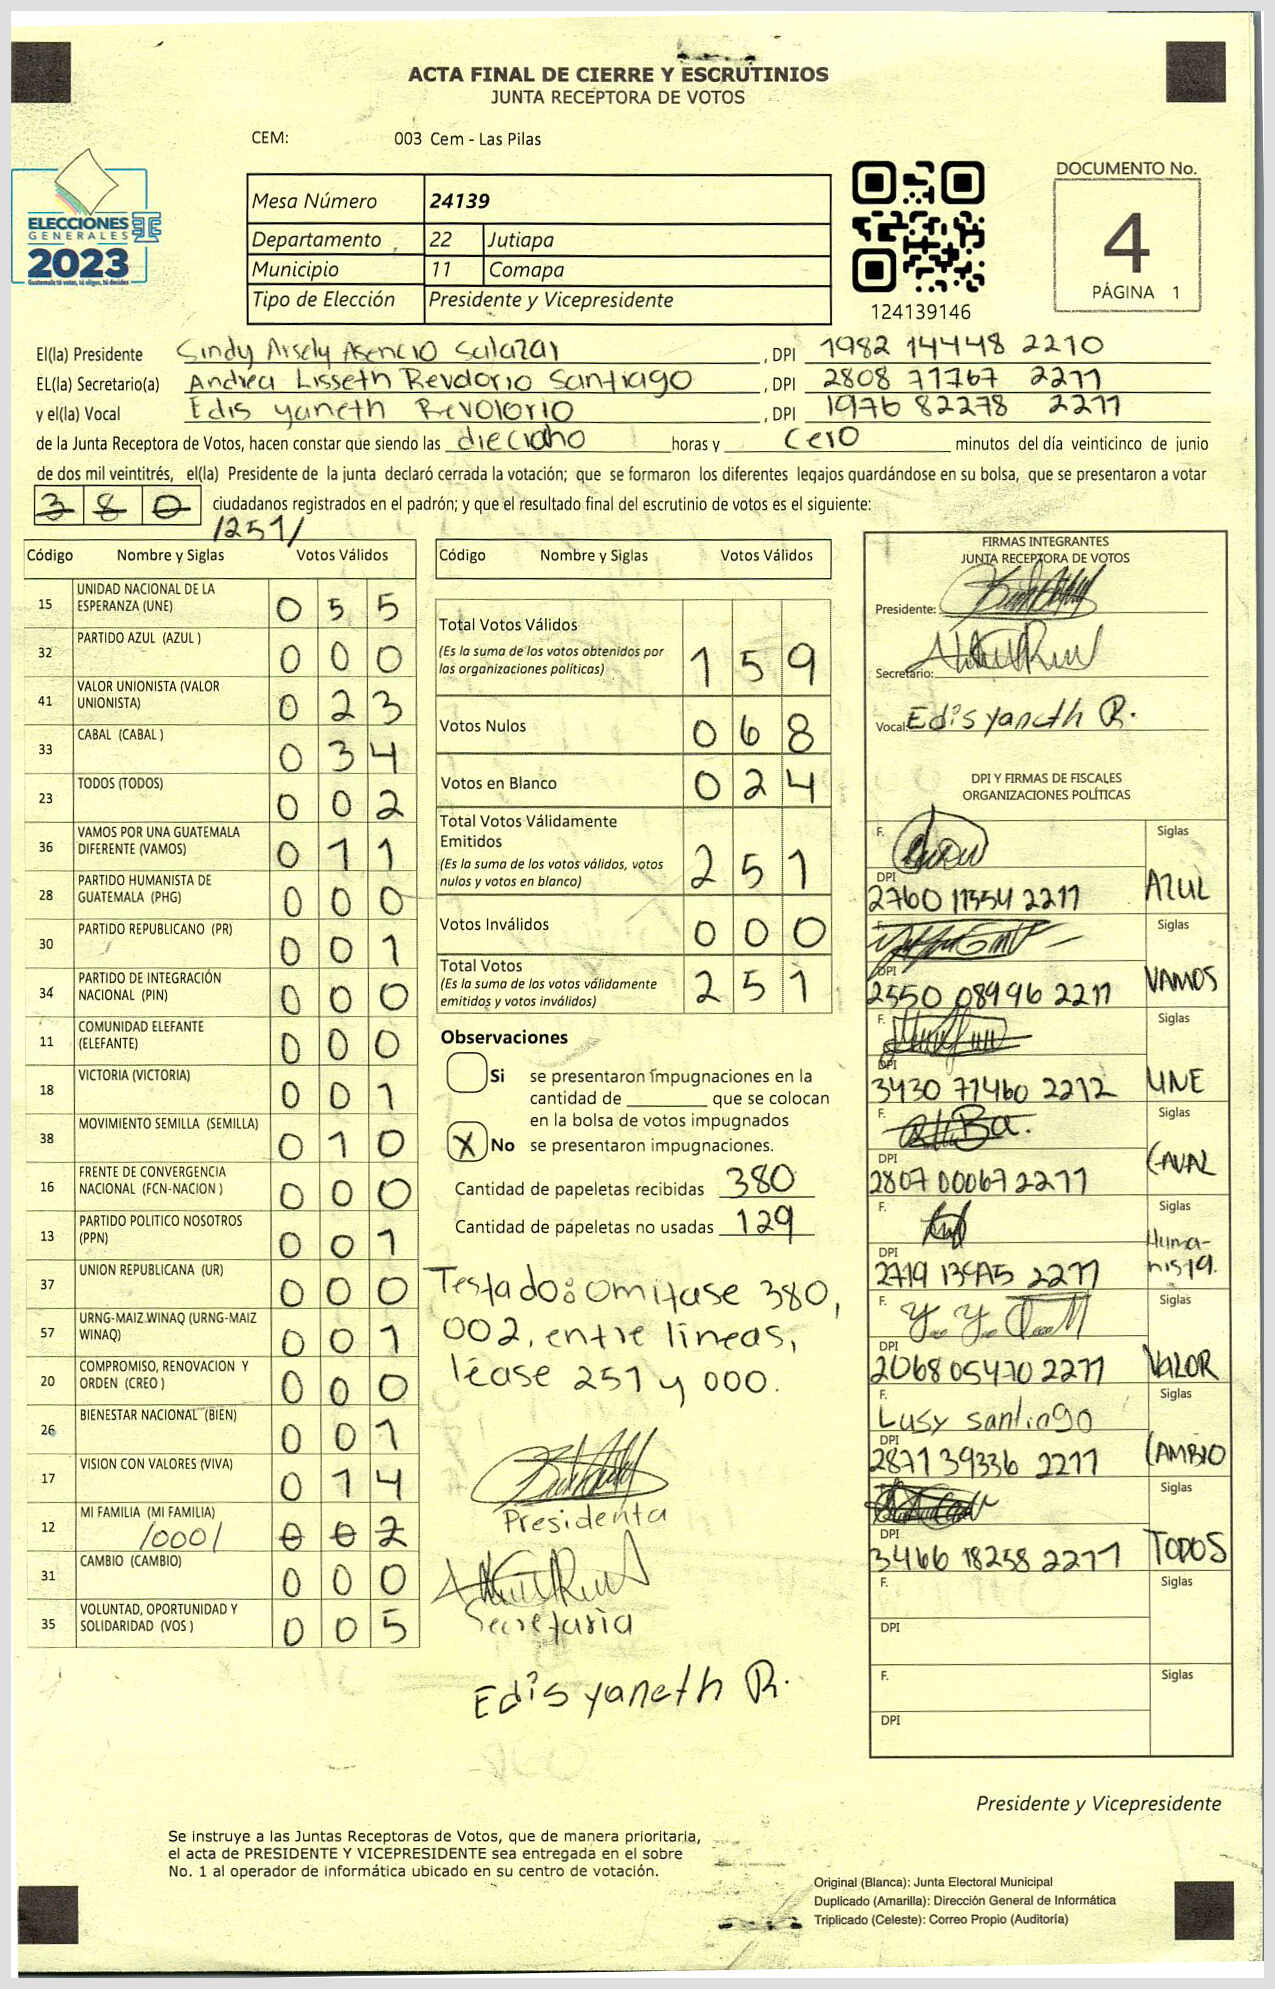 ACTA FINAL DE CIERRE Y ESCRUTINIOS
JUNTA RECEPTORA DE VOTOS
CEM: 003 Cem - Las Pilas
ELECCIONES
GENERALES
2023
Guatemala tú votas, tú eliges, tú decides
Mesa Número 24139
Departamento 22 Jutiapa
Municipio 11 Comapa
Tipo de Elección Presidente y Vicepresidente
124139146
DOCUMENTO No.
4
PÁGINA 1
El(la) Presidente Sindy Arsely Asencio Salazar, DPI 1982 14448 2210
EL(la) Secretario(a) Andrea Lisseth Revolorio Santiago, DPI 2808 71767 2211
y el(la) Vocal Edis yaneth Revolorio, DPI 1976 82278 2211
de la Junta Receptora de Votos, hacen constar que siendo las dieciocho horas y cero minutos del día veinticinco de junio
de dos mil veintitrés, el(la) Presidente de la junta declaró cerrada la votación; que se formaron los diferentes legajos guardándose en su bolsa, que se presentaron a votar
380 ciudadanos registrados en el padrón; y que el resultado final del escrutinio de votos es el siguiente:
/251/
Código Nombre y Siglas Votos Válidos
15 UNIDAD NACIONAL DE LA ESPERANZA (UNE) 0 5 5
32 PARTIDO AZUL (AZUL ) 0 0 0
41 VALOR UNIONISTA (VALOR UNIONISTA) 0 2 3
33 CABAL (CABAL ) 0 3 4
23 TODOS (TODOS) 0 0 2
36 VAMOS POR UNA GUATEMALA DIFERENTE (VAMOS) 0 1 1
28 PARTIDO HUMANISTA DE GUATEMALA (PHG) 0 0 0
30 PARTIDO REPUBLICANO (PR) 0 0 1
34 PARTIDO DE INTEGRACIÓN NACIONAL (PIN) 0 0 0
11 COMUNIDAD ELEFANTE (ELEFANTE) 0 0 0
18 VICTORIA (VICTORIA) 0 0 1
38 MOVIMIENTO SEMILLA (SEMILLA) 0 1 0
16 FRENTE DE CONVERGENCIA NACIONAL (FCN-NACION ) 0 0 0
13 PARTIDO POLITICO NOSOTROS (PPN) 0 0 1
37 UNION REPUBLICANA (UR) 0 0 0
57 URNG-MAIZ WINAQ (URNG-MAIZ WINAQ) 0 0 1
20 COMPROMISO, RENOVACION Y ORDEN (CREO ) 0 0 0
26 BIENESTAR NACIONAL (BIEN) 0 0 1
17 VISION CON VALORES (VIVA) 0 1 4
12 MI FAMILIA (MI FAMILIA) /000/ 0 0 2
31 CAMBIO (CAMBIO) 0 0 0
35 VOLUNTAD, OPORTUNIDAD Y SOLIDARIDAD (VOS ) 0 0 5
Código Nombre y Siglas Votos Válidos
Total Votos Válidos
(Es la suma de los votos obtenidos por las organizaciones políticas) 1 5 9
Votos Nulos 0 6 8
Votos en Blanco 0 2 4
Total Votos Válidamente Emitidos
(Es la suma de los votos válidos, votos nulos y votos en blanco) 2 5 1
Votos Inválidos 0 0 0
Total Votos
(Es la suma de los votos válidamente emitidos y votos inválidos) 2 5 1
Observaciones
Si se presentaron impugnaciones en la
cantidad de ________ que se colocan
en la bolsa de votos impugnados
X No se presentaron impugnaciones.
Cantidad de papeletas recibidas 380
Cantidad de papeletas no usadas 129
Testado: omitase 380,
002, entre lineas,
léase 251 y 000.
Presidenta
Secretaria
Edis yaneth R.
FIRMAS INTEGRANTES
JUNTA RECEPTORA DE VOTOS
Presidente:
Secretario:
Vocal: Edis yaneth R.
DPI Y FIRMAS DE FISCALES
ORGANIZACIONES POLÍTICAS
F. Siglas
DPI 2760 11354 2211 AZUL
F. Siglas
DPI 2550 08996 2211 VAMOS
F. Siglas
DPI 3430 71460 2212 UNE
F. Siglas
DPI 2807 00067 2211 CAVAL
F. Siglas
DPI 2719 2211 Huma-
nista.
F. Siglas
DPI 2068 05470 2211 VALOR
F. Lusy santiago Siglas
DPI 2871 39336 2211 CAMBIO
F. Siglas
DPI 3466 18258 2211 TODOS
F. Siglas
DPI
F. Siglas
DPI
Presidente y Vicepresidente
Se instruye a las Juntas Receptoras de Votos, que de manera prioritaria,
el acta de PRESIDENTE Y VICEPRESIDENTE sea entregada en el sobre
No. 1 al operador de informática ubicado en su centro de votación.
Original (Blanca): Junta Electoral Municipal
Duplicado (Amarilla): Dirección General de Informática
Triplicado (Celeste): Correo Propio (Auditoría)